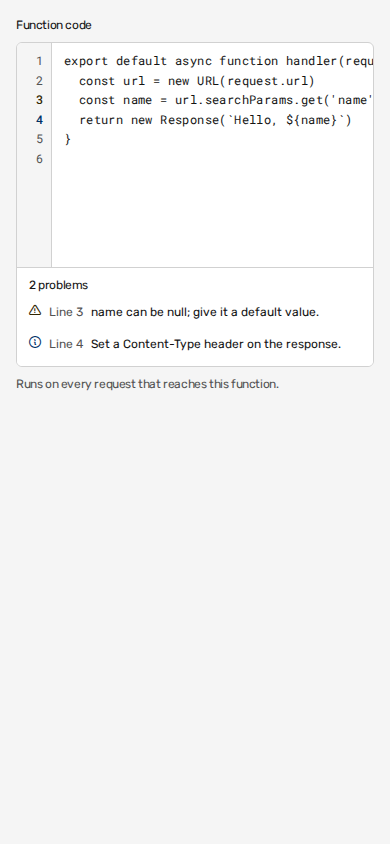 Function code
1 export default async function handler(requ
2 const url = new URL(request.url)
3 const name = url.searchParams.get('name'
4 return new Response(`Hello, ${name}`)
5 }
6
2 problems
Line 3 name can be null; give it a default value.
Line 4 Set a Content-Type header on the response.
Runs on every request that reaches this function.